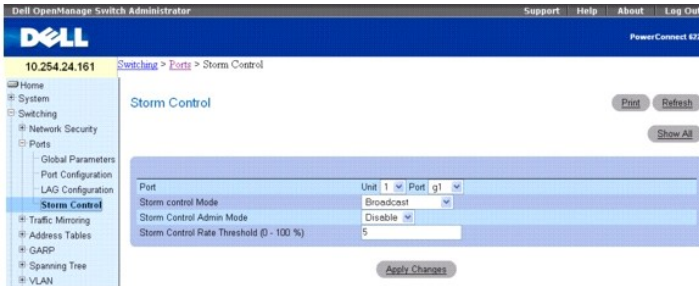 Dell OpenManage Switch Administrator
Support Help About Log Out
DELL
PowerConnect
10.254.24.161
Switching > Ports > Storm Control
Home
System
Switching
Network Security
Ports
Global Parameters
Port Configuration
LAG Configuration
Storm Control
Traffic Mirroring
Address Tables
GARP
Spanning Tree
VLAN
Storm Control
Print Refresh
Show All
Port Unit 1 Port g1
Storm control Mode Broadcast
Storm Control Admin Mode Disable
Storm Control Rate Threshold (0 - 100 %) 5
Apply Changes